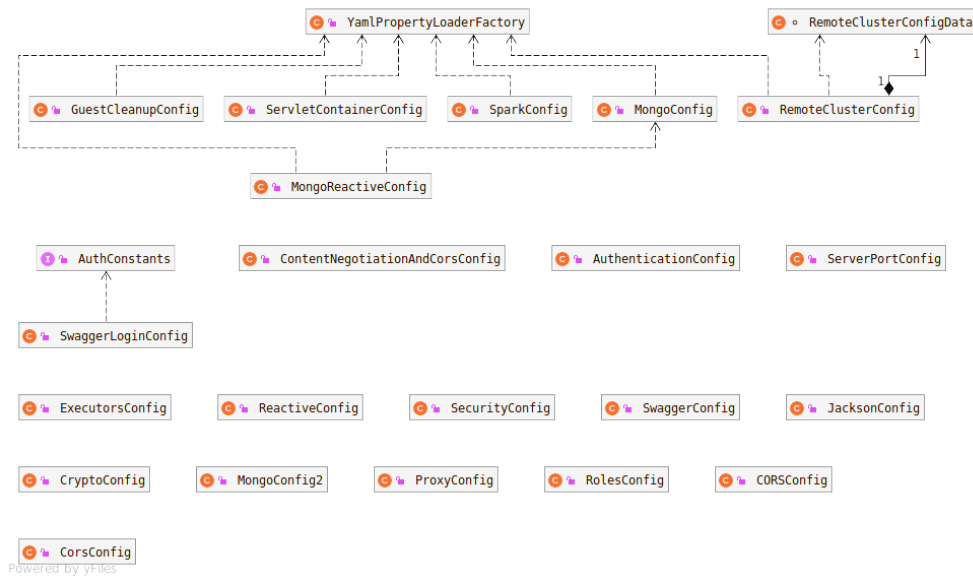 YamlPropertyLoaderFactory
RemoteClusterConfigData
1
1
GuestCleanupConfig
ServletContainerConfig
SparkConfig
MongoConfig
RemoteClusterConfig
MongoReactiveConfig
AuthConstants
ContentNegotiationAndCorsConfig
AuthenticationConfig
ServerPortConfig
SwaggerLoginConfig
ExecutorsConfig
ReactiveConfig
SecurityConfig
SwaggerConfig
JacksonConfig
CryptoConfig
MongoConfig2
ProxyConfig
RolesConfig
CORSConfig
CorsConfig
Powered by yFiles